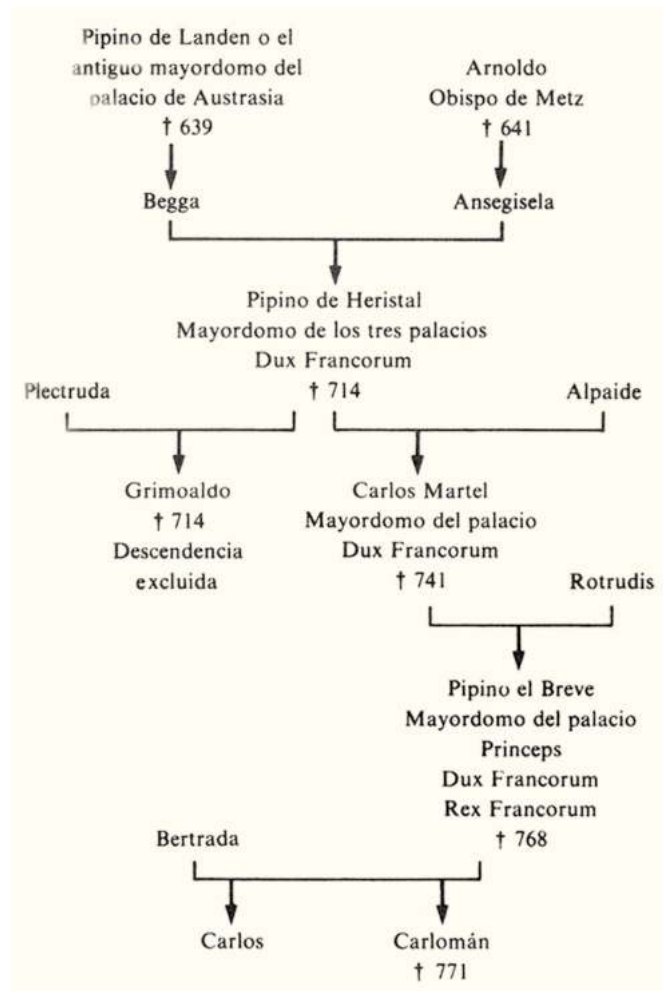 Pipino de Landen o el
antiguo mayordomo del
palacio de Austrasia
† 639
Arnoldo
Obispo de Metz
† 641
Begga
Ansegisela
Pipino de Heristal
Mayordomo de los tres palacios
Dux Francorum
† 714
Plectruda
Alpaide
Grimoaldo
† 714
Descendencia
excluida
Carlos Martel
Mayordomo del palacio
Dux Francorum
† 741
Rotrudis
Pipino el Breve
Mayordomo del palacio
Princeps
Dux Francorum
Rex Francorum
† 768
Bertrada
Carlos
Carlomán
† 771